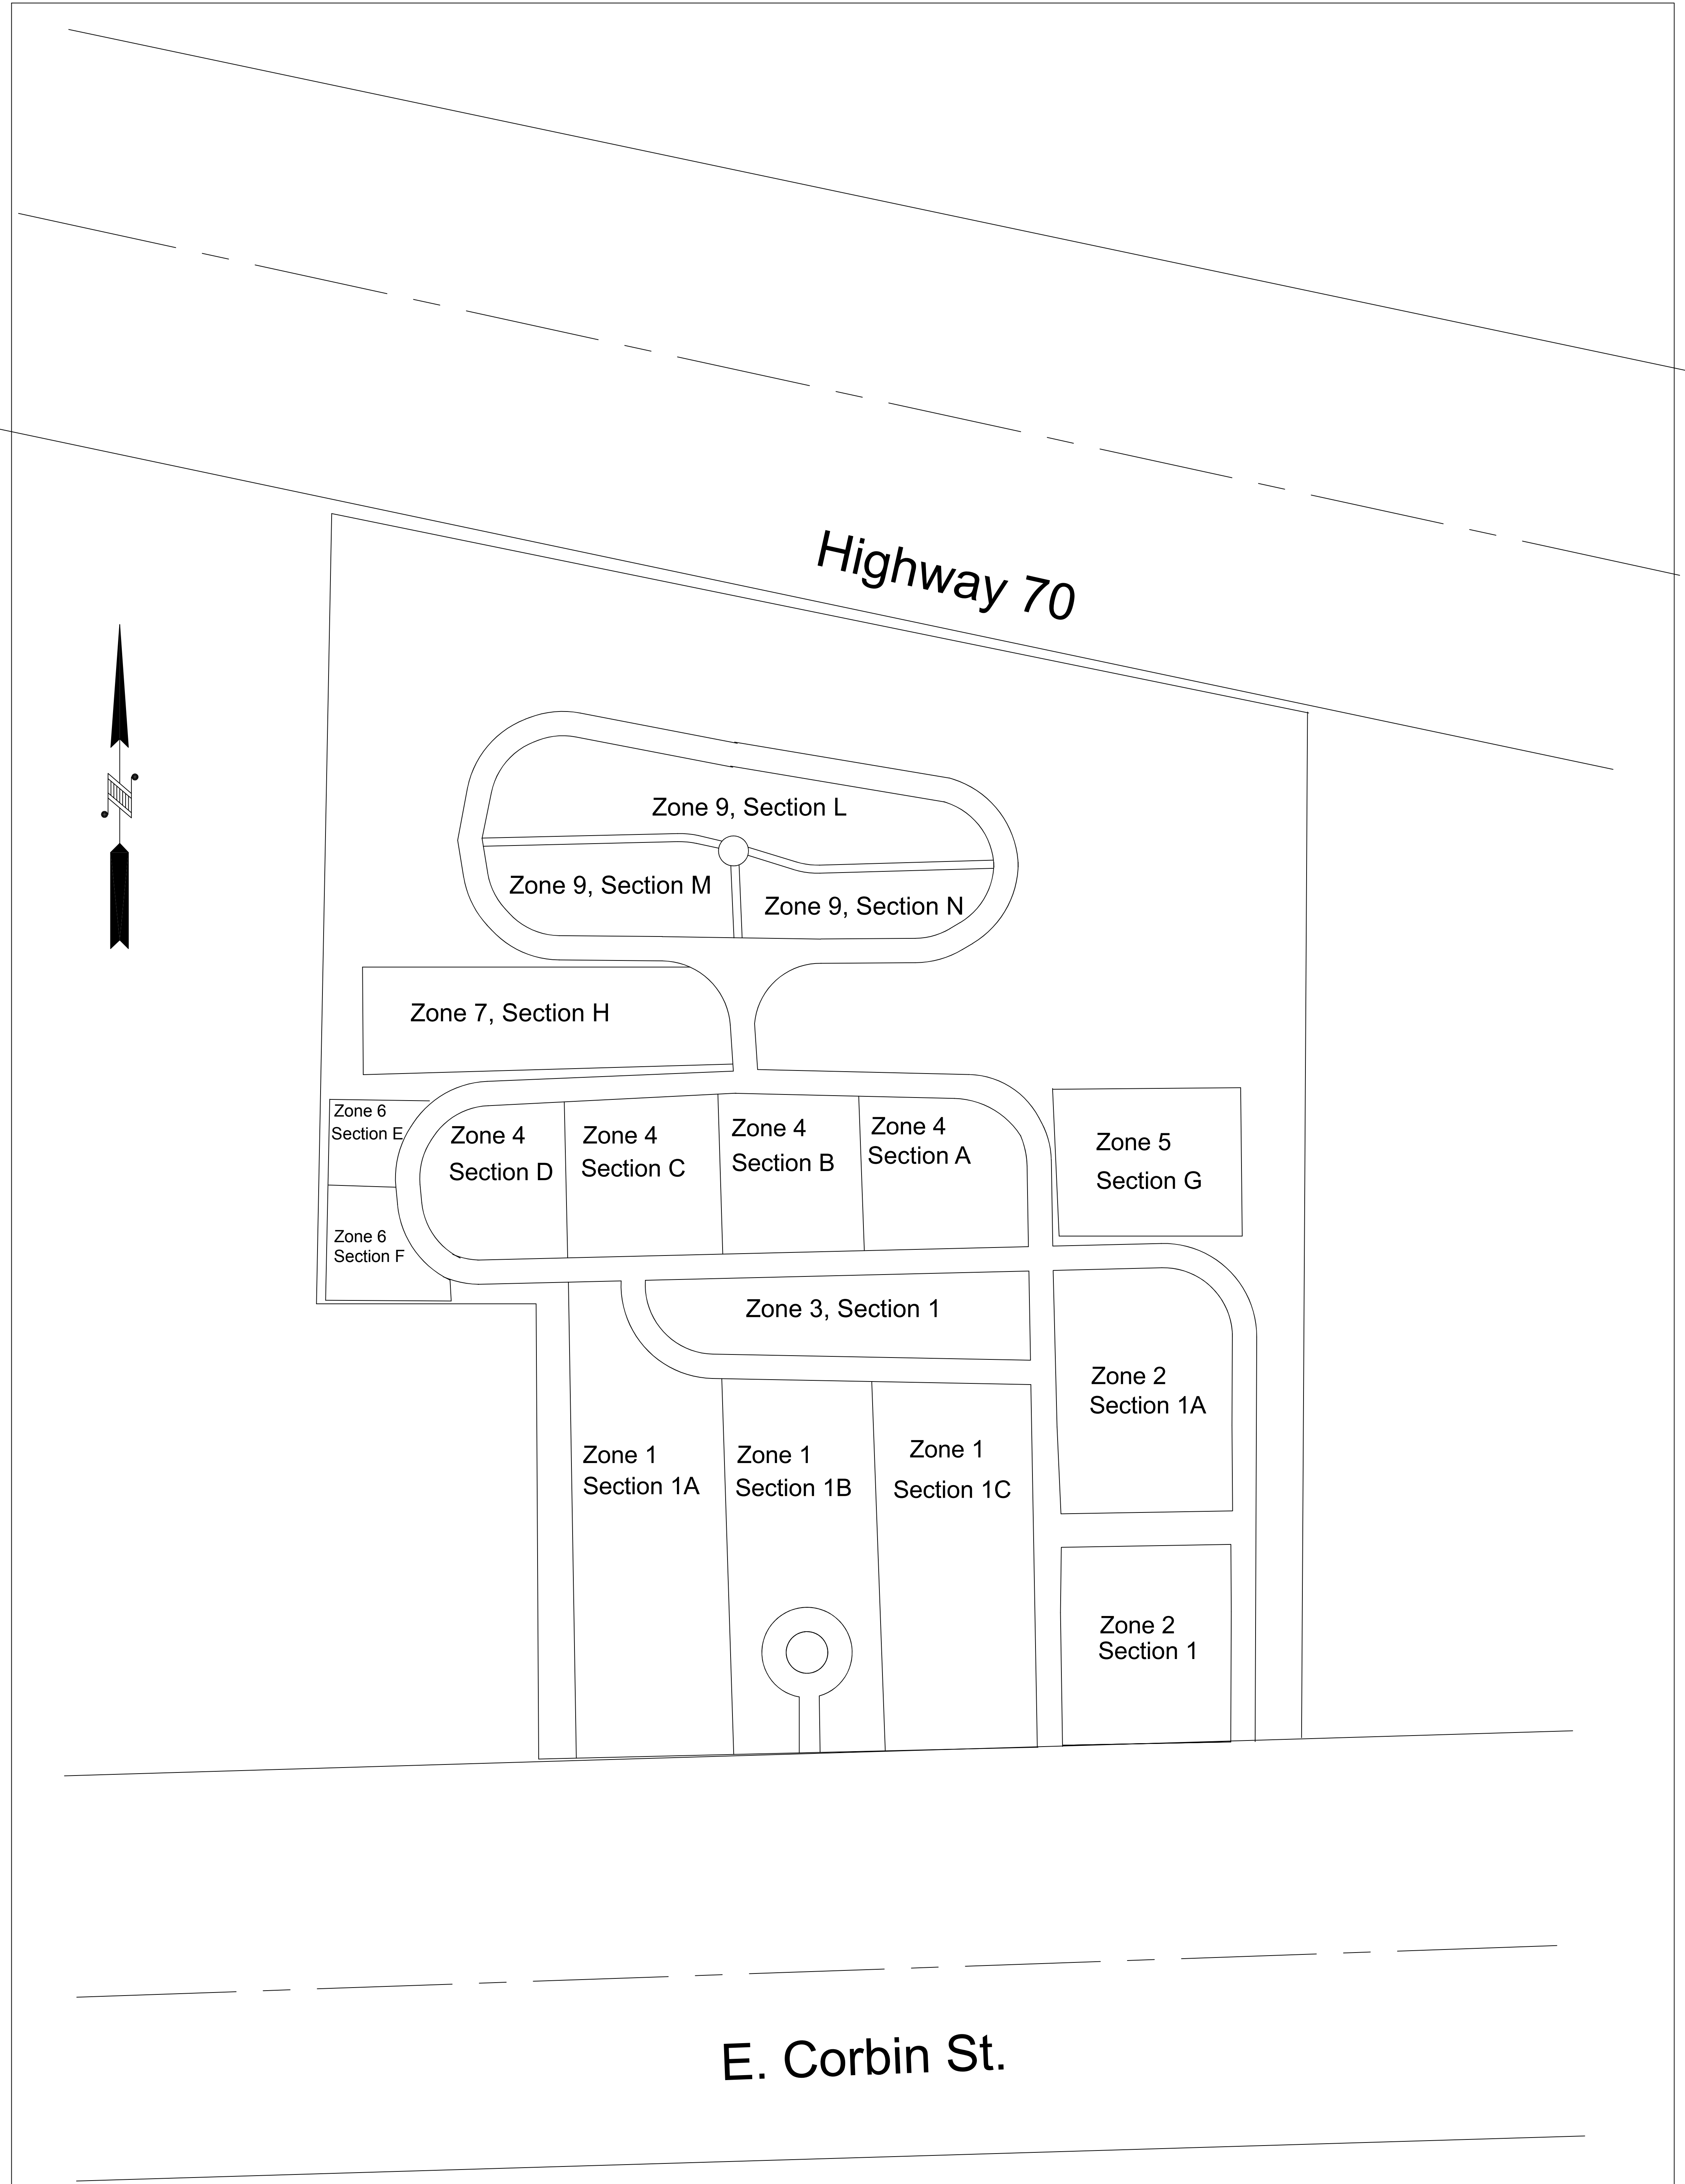 Highway 70
Zone 9, Section L
Zone 9, Section M
Zone 9, Section N
Zone 7, Section H
Zone 6
Section E
Zone 6
Section F
Zone 4
Section D
Zone 4
Section C
Zone 4
Section B
Zone 4
Section A
Zone 5
Section G
Zone 3, Section 1
Zone 2
Section 1A
Zone 1
Section 1A
Zone 1
Section 1B
Zone 1
Section 1C
Zone 2
Section 1
E. Corbin St.